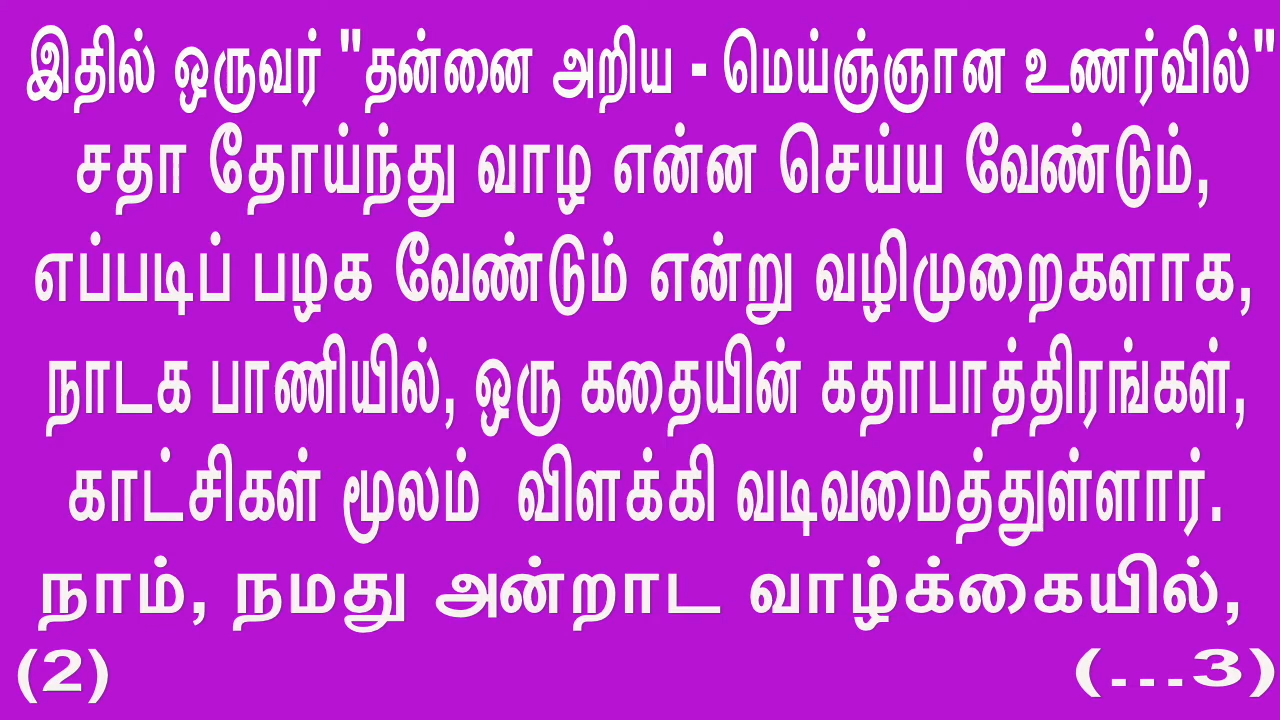 இதில் ஒருவர் "தன்னை அறிய - மெய்ஞ்ஞான உணர்வில்"
சதா தோய்ந்து வாழ என்ன செய்ய வேண்டும்,
எப்படிப் பழக வேண்டும் என்று வழிமுறைகளாக,
நாடக பாணியில், ஒரு கதையின் கதாபாத்திரங்கள்,
காட்சிகள் மூலம் விளக்கி வடிவமைத்துள்ளார்.
நாம், நமது அன்றாட வாழ்க்கையில்,
(2) (...3)